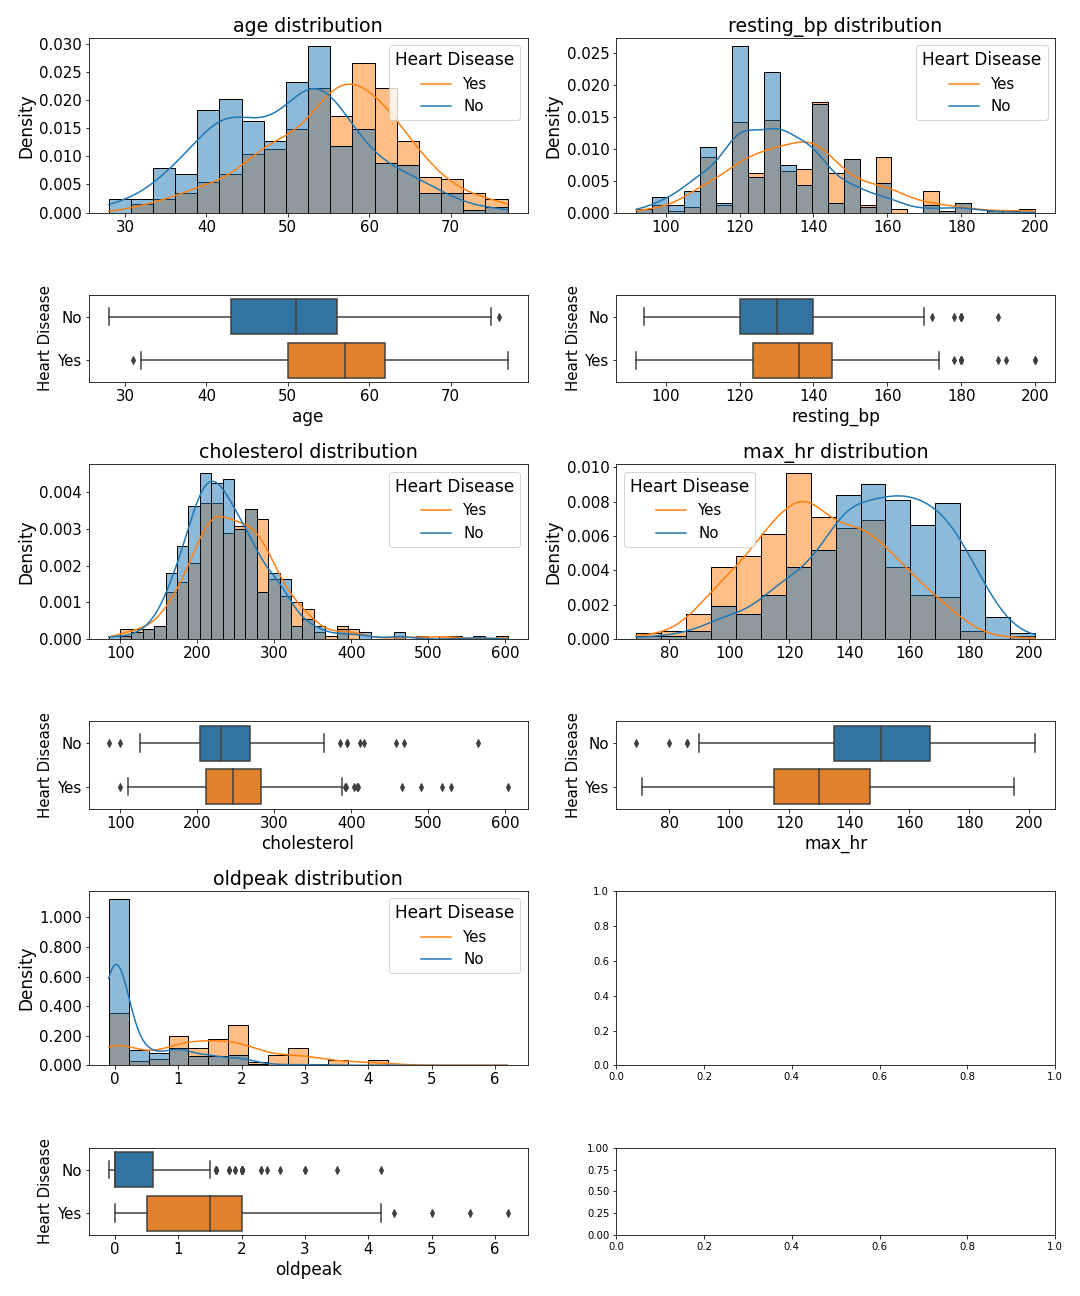 age distribution
0.030
0.025
0.020
0.015
0.010
0.005
0.000
Density
Heart Disease
Yes
No
30 40 50 60 70
resting_bp distribution
0.025
0.020
0.015
0.010
0.005
0.000
Density
Heart Disease
Yes
No
100 120 140 160 180 200
Heart Disease
No
Yes
30 40 50 60 70
age
Heart Disease
No
Yes
100 120 140 160 180 200
resting_bp
cholesterol distribution
0.004
0.003
0.002
0.001
0.000
Density
Heart Disease
Yes
No
100 200 300 400 500 600
max_hr distribution
0.010
0.008
0.006
0.004
0.002
0.000
Density
Heart Disease
Yes
No
80 100 120 140 160 180 200
Heart Disease
No
Yes
100 200 300 400 500 600
cholesterol
Heart Disease
No
Yes
80 100 120 140 160 180 200
max_hr
oldpeak distribution
1.000
0.800
0.600
0.400
0.200
0.000
Density
Heart Disease
Yes
No
0 1 2 3 4 5 6
1.0
0.8
0.6
0.4
0.2
0.0
0.0 0.2 0.4 0.6 0.8 1.0
Heart Disease
No
Yes
0 1 2 3 4 5 6
oldpeak
1.00
0.75
0.50
0.25
0.00
0.0 0.2 0.4 0.6 0.8 1.0